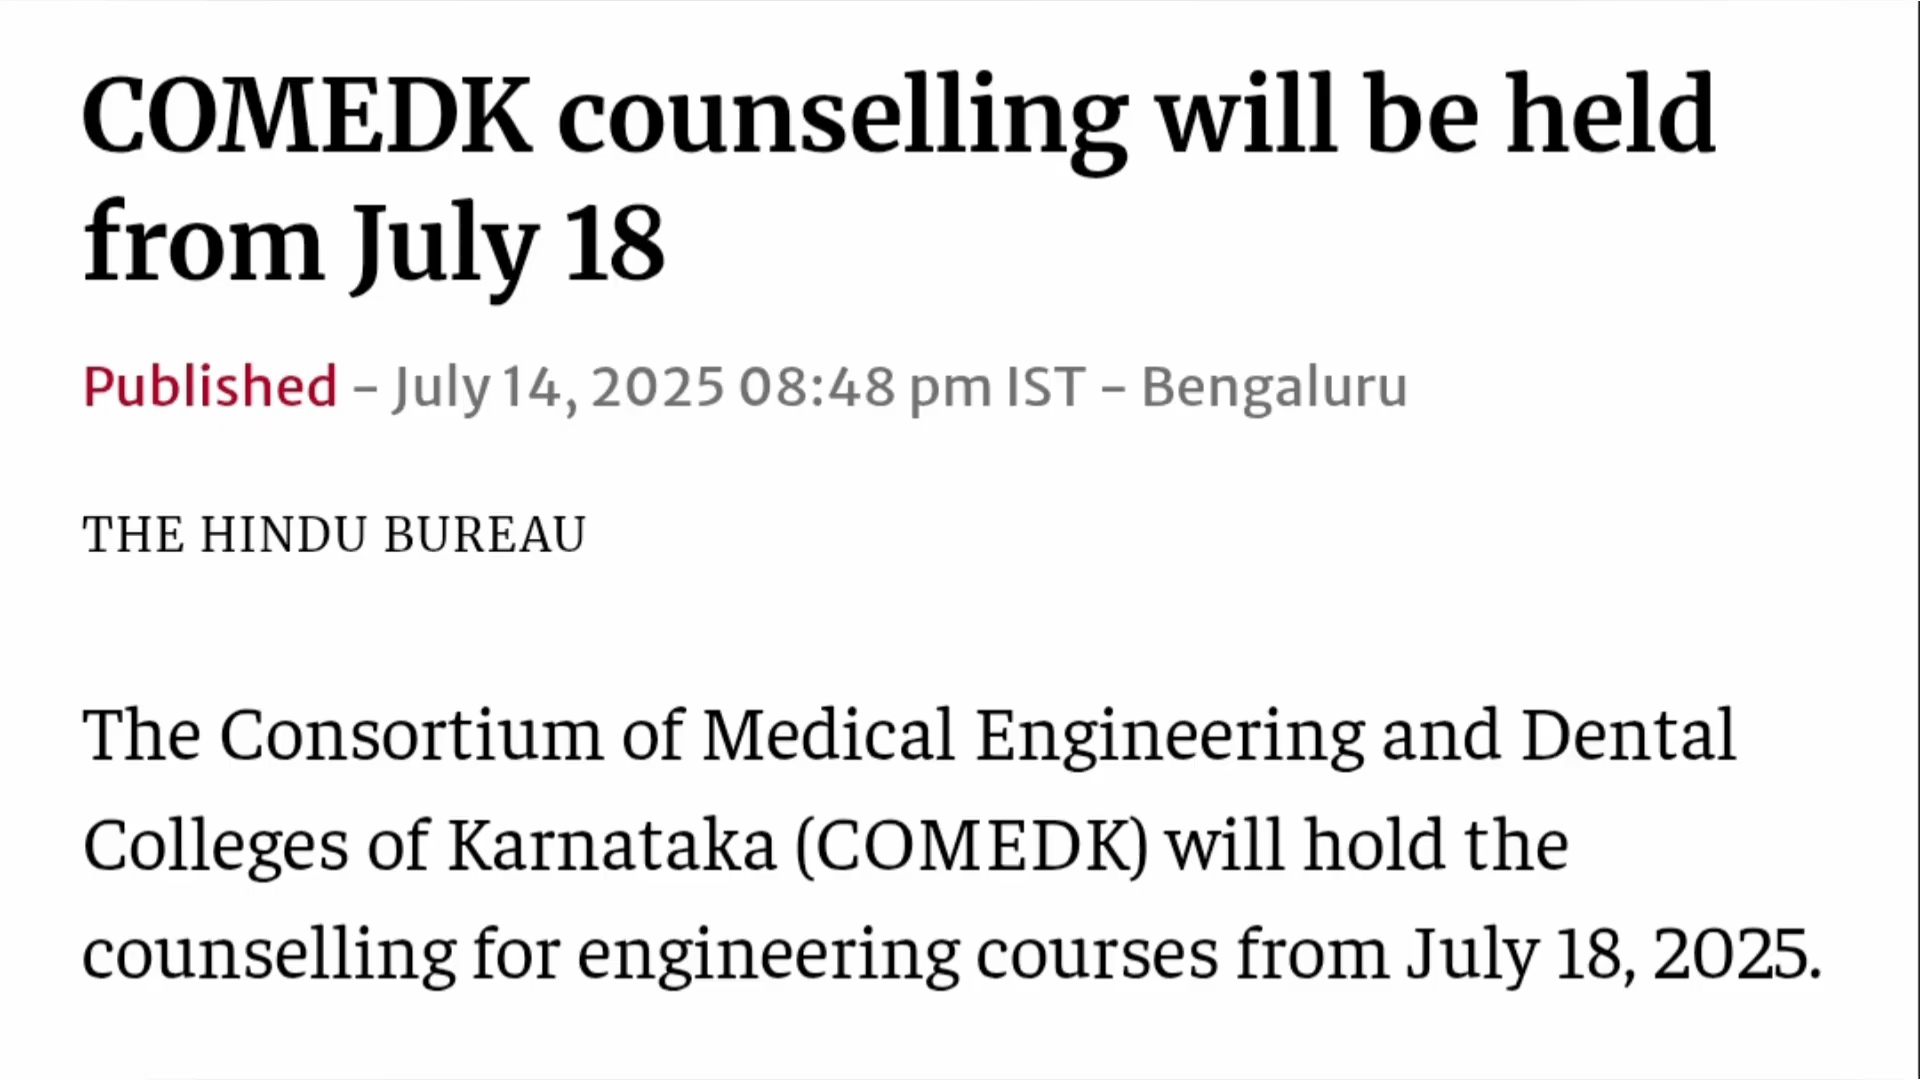 COMEDK counselling will be held
from July 18
Published – July 14, 2025 08:48 pm IST – Bengaluru
THE HINDU BUREAU
The Consortium of Medical Engineering and Dental
Colleges of Karnataka (COMEDK) will hold the
counselling for engineering courses from July 18, 2025.